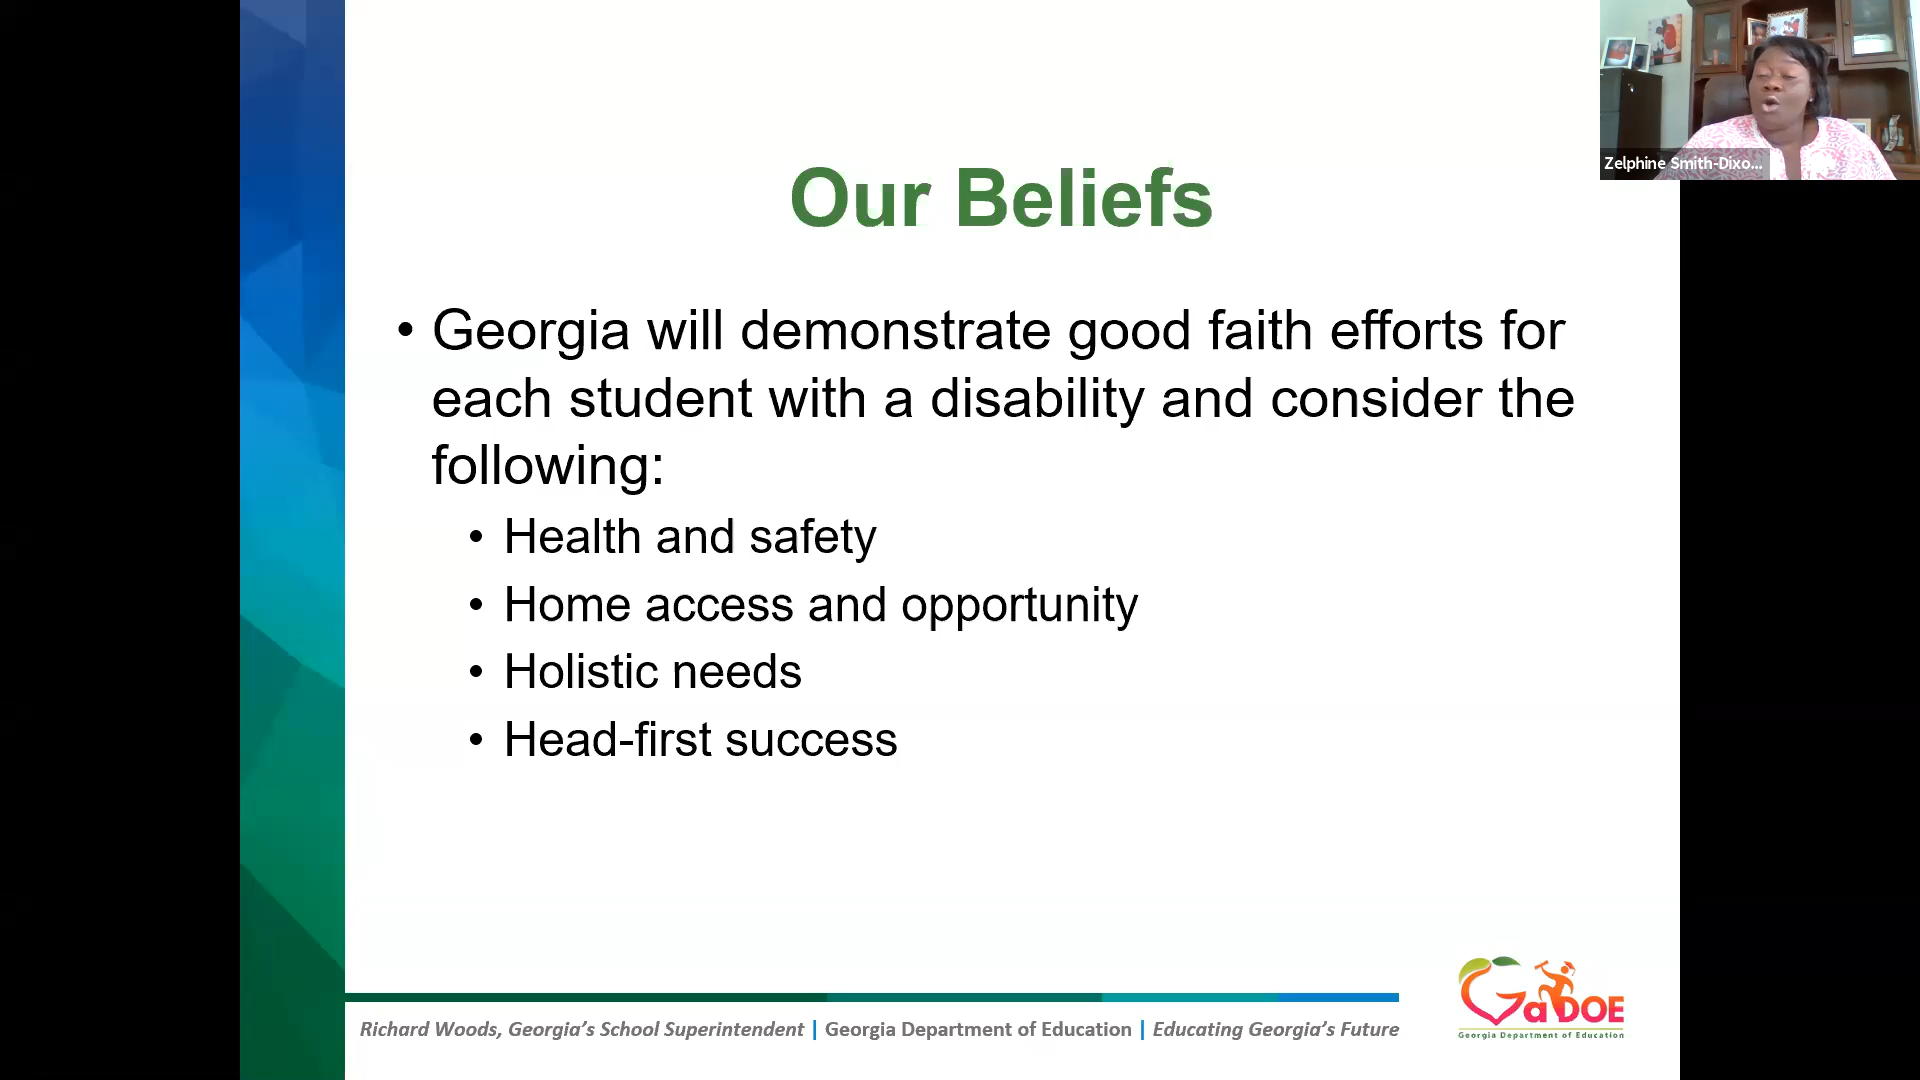 Our Beliefs
• Georgia will demonstrate good faith efforts for
each student with a disability and consider the
following:
• Health and safety
• Home access and opportunity
• Holistic needs
• Head-first success
Zelphine Smith-Dixo...
Richard Woods, Georgia's School Superintendent | Georgia Department of Education | Educating Georgia's Future
GaDOE
Georgia Department of Education